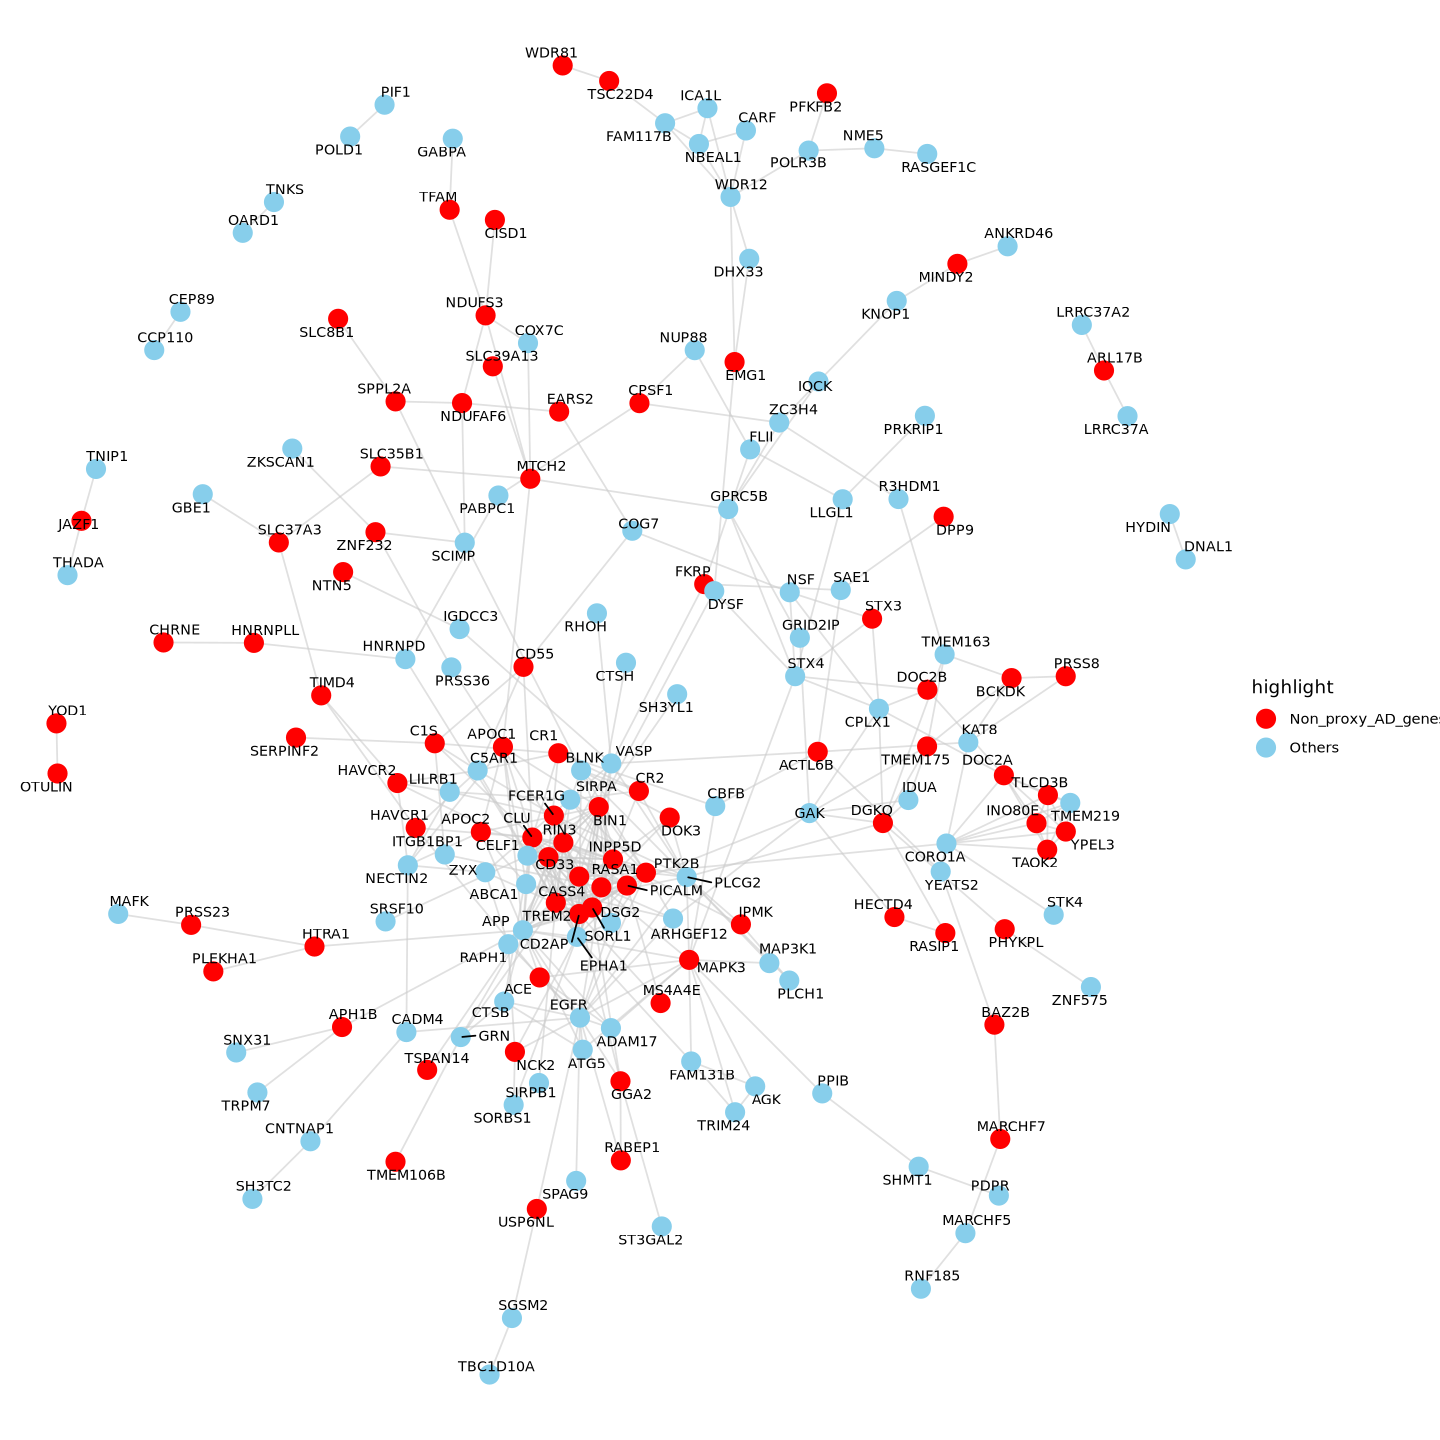 WDR81
TSC22D4
ICA1L
PFKFB2
PIF1
CARF
FAM117B
NME5
POLD1
GABPA
NBEAL1
POLR3B
RASGEF1C
TNKS
TFAM
WDR12
OARD1
CISD1
ANKRD46
DHX33
MINDY2
CEP89
NDUFS3
KNOP1
LRRC37A2
SLC8B1
COX7C
CCP110
NUP88
SLC39A13
ARL17B
EMG1
SPPL2A
CPSF1
IQCK
EARS2
NDUFAF6
ZC3H4
PRKRIP1
LRRC37A
FLII
TNIP1
ZKSCAN1
SLC35B1
MTCH2
R3HDM1
GPRC5B
GBE1
PABPC1
LLGL1
JAZF1
SLC37A3
COG7
DPP9
HYDIN
ZNF232
SCIMP
DNAL1
THADA
FKRP
NSF
SAE1
NTN5
DYSF
STX3
IGDCC3
RHOH
GRID2IP
CHRNE
HNRNPLL
TMEM163
HNRNPD
CD55
STX4
PRSS8
CTSH
DOC2B
PRSS36
TIMD4
BCKDK
SH3YL1
YOD1
CPLX1
C1S
APOC1
CR1
KAT8
SERPINF2
C5AR1
BLNK
VASP
ACTL6B
TMEM175
DOC2A
HAVCR2
LILRB1
SIRPA
CR2
TLCD3B
OTULIN
FCER1G
CBFB
IDUA
HAVCR1
APOC2
CLU
RIN3
BIN1
GAK
DGKQ
INO80E
TMEM219
DOK3
ITGB1BP1
CELF1
INPP5D
YPEL3
CD33
RASA1
PTK2B
CORO1A
TAOK2
NECTIN2
ZYX
PLCG2
ABCA1
CASS4
PICALM
YEATS2
MAFK
PRSS23
SRSF10
APP
TREM2
DSG2
IPMK
HECTD4
STK4
HTRA1
CD2AP
SORL1
ARHGEF12
RASIP1
PHYKPL
PLEKHA1
RAPH1
EPHA1
MAPK3
MAP3K1
ACE
MS4A4E
PLCH1
ZNF575
APH1B
CTSB
EGFR
BAZ2B
SNX31
CADM4
GRN
ADAM17
TSPAN14
NCK2
ATG5
FAM131B
PPIB
SIRPB1
GGA2
AGK
TRPM7
SORBS1
TRIM24
CNTNAP1
MARCHF7
RABEP1
TMEM106B
SHMT1
SH3TC2
SPAG9
PDPR
USP6NL
MARCHF5
ST3GAL2
RNF185
SGSM2
TBC1D10A
highlight
Non_proxy_AD_genes
Others